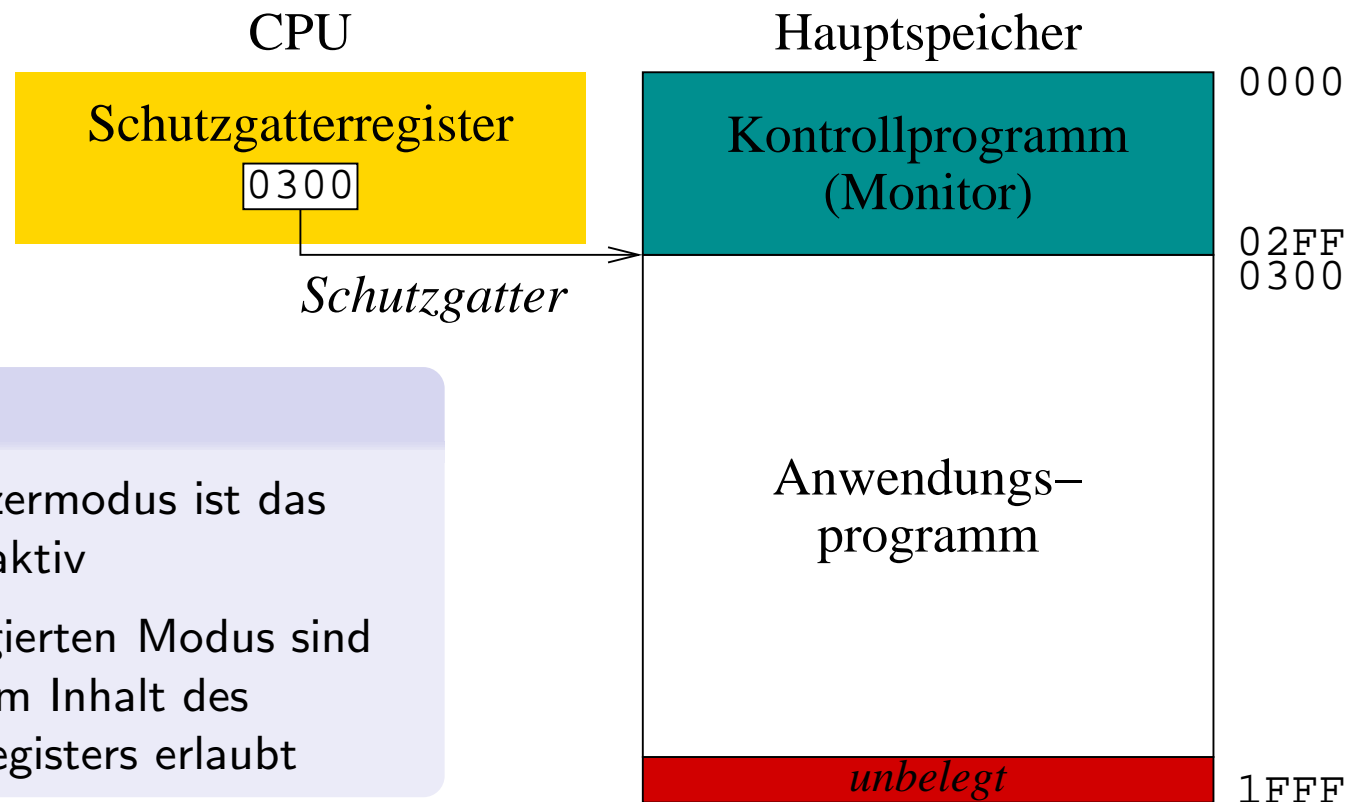 CPU
Hauptspeicher
Schutzgatterregister
0300
Schutzgatter
Kontrollprogramm
(Monitor)
0000
02FF
0300
Anwendungs–
programm
unbelegt
1FFF
zermodus ist das
aktiv
gierten Modus sind
m Inhalt des
egisters erlaubt